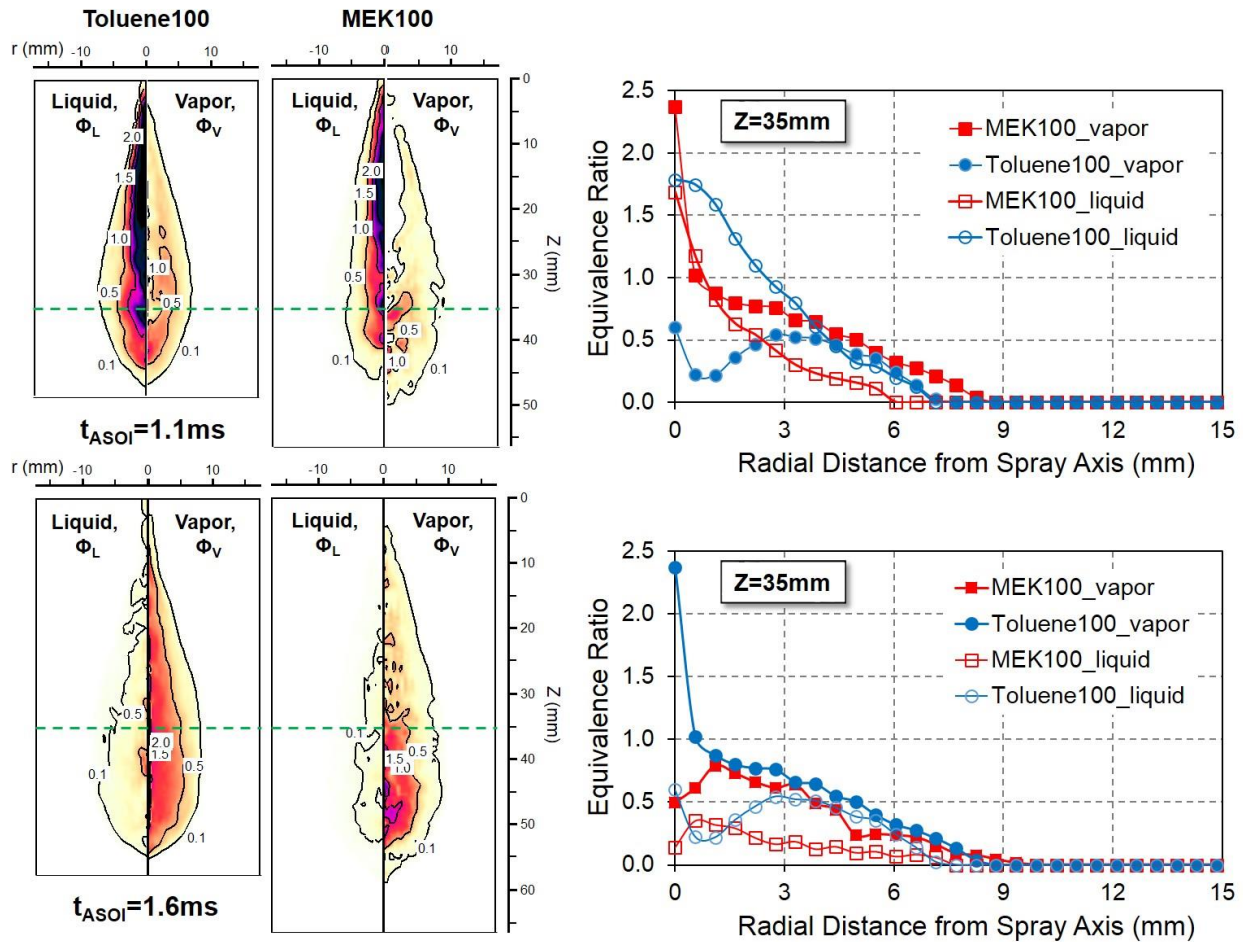 Toluene100
MEK100
r (mm) -10 0 10
-10 0 10
Liquid, Vapor,
ΦL ΦV
2.0
1.5
1.0
1.0
0.5
0.5
0.1
0.1
Liquid, Vapor,
ΦL ΦV
2.0
1.5
1.0
0.5
0.5
1.0
0.1
0.1
0
10
20
30
40
50
Z (mm)
tASOI=1.1ms
r (mm) -10 0 10
-10 0 10
Liquid, Vapor,
ΦL ΦV
0.5
2.0
1.5
0.1
0.5
0.1
Liquid, Vapor,
ΦL ΦV
0.1
0.5
1.5
1.0
0.1
0
10
20
30
40
50
60
Z (mm)
tASOI=1.6ms
Z=35mm
MEK100_vapor
Toluene100_vapor
MEK100_liquid
Toluene100_liquid
Equivalence Ratio
2.5
2.0
1.5
1.0
0.5
0.0
0 3 6 9 12 15
Radial Distance from Spray Axis (mm)
Z=35mm
MEK100_vapor
Toluene100_vapor
MEK100_liquid
Toluene100_liquid
Equivalence Ratio
2.5
2.0
1.5
1.0
0.5
0.0
0 3 6 9 12 15
Radial Distance from Spray Axis (mm)